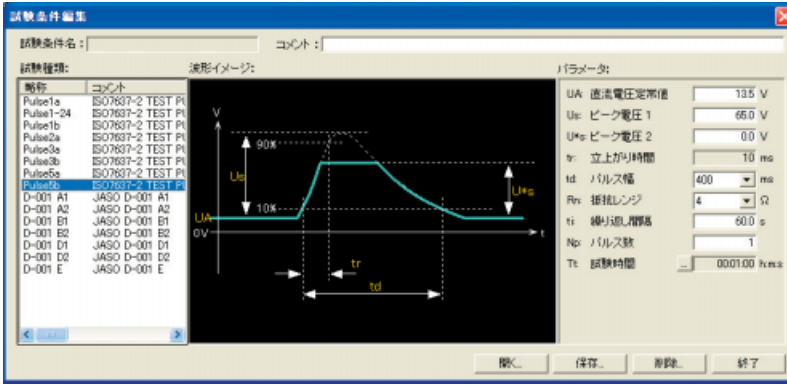 試験条件編集
試験条件名：
コメント：
試験種類:
略称 コメント
Pulse1a ISO7637-2 TEST PU
Pulse1-24 ISO7637-2 TEST PU
Pulse1b ISO7637-2 TEST PU
Pulse2a ISO7637-2 TEST PU
Pulse3a ISO7637-2 TEST PU
Pulse3b ISO7637-2 TEST PU
Pulse5a ISO7637-2 TEST PU
Pulse5b ISO7637-2 TEST PU
D-001 A1 JASO D-001 A1
D-001 A2 JASO D-001 A2
D-001 B1 JASO D-001 B1
D-001 B2 JASO D-001 B2
D-001 D1 JASO D-001 D1
D-001 D2 JASO D-001 D2
D-001 E JASO D-001 E
波形イメージ:
V
90%
Us
U*s
10%
UA
0V
t
tr
td
パラメータ:
UA: 直流電圧定常値 13.5 V
Us: ピーク電圧 1 65.0 V
U*s: ピーク電圧 2 0.0 V
tr: 立上がり時間 10 ms
td: パルス幅 400 ms
Ri: 抵抗レンジ 4 Ω
ti: 繰り返し間隔 60.0 s
Np: パルス数 1
Tt: 試験時間 ... 00:01:00 h:m:s
開く...
保存...
削除...
終了